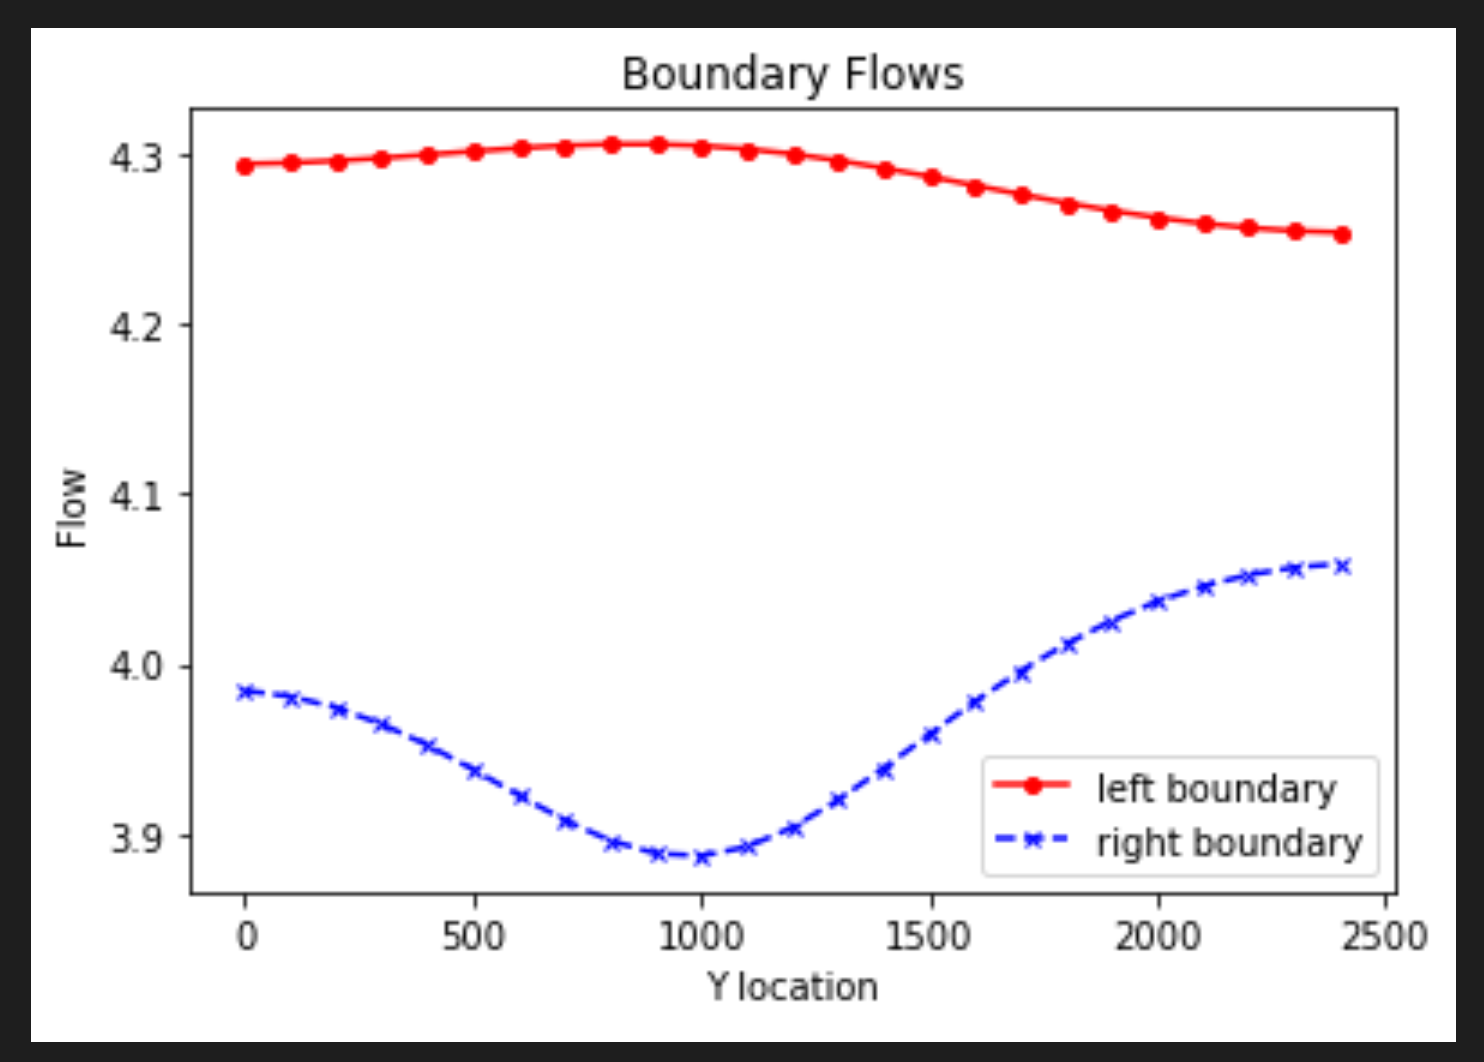 Boundary Flows
4.3
4.2
4.1
4.0
3.9
Flow
left boundary
right boundary
0 500 1000 1500 2000 2500
Y location